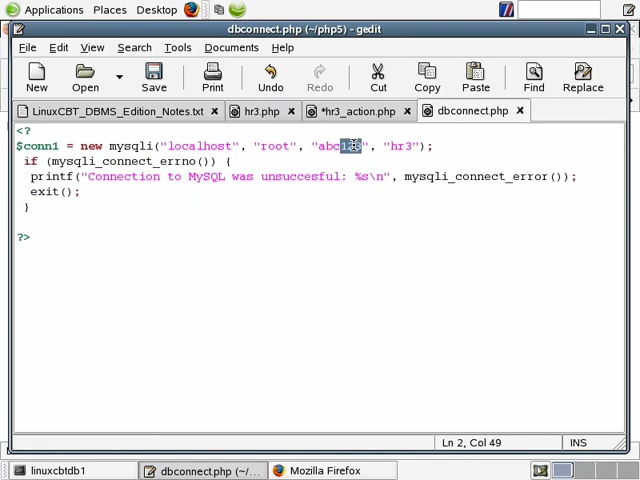 Applications Places Desktop
dbconnect.php (~/php5) - gedit
File Edit View Search Tools Documents Help
New Open Save Print Undo Redo Cut Copy Paste Find Replace
LinuxCBT_DBMS_Edition_Notes.txt hr3.php *hr3_action.php dbconnect.php
<?
$conn1 = new mysqli("localhost", "root", "abc123", "hr3");
if (mysqli_connect_errno()) {
printf("Connection to MySQL was unsuccesful: %s\n", mysqli_connect_error());
exit();
}
?>
Ln 2, Col 49 INS
linuxcbtdb1 dbconnect.php (~/... Mozilla Firefox